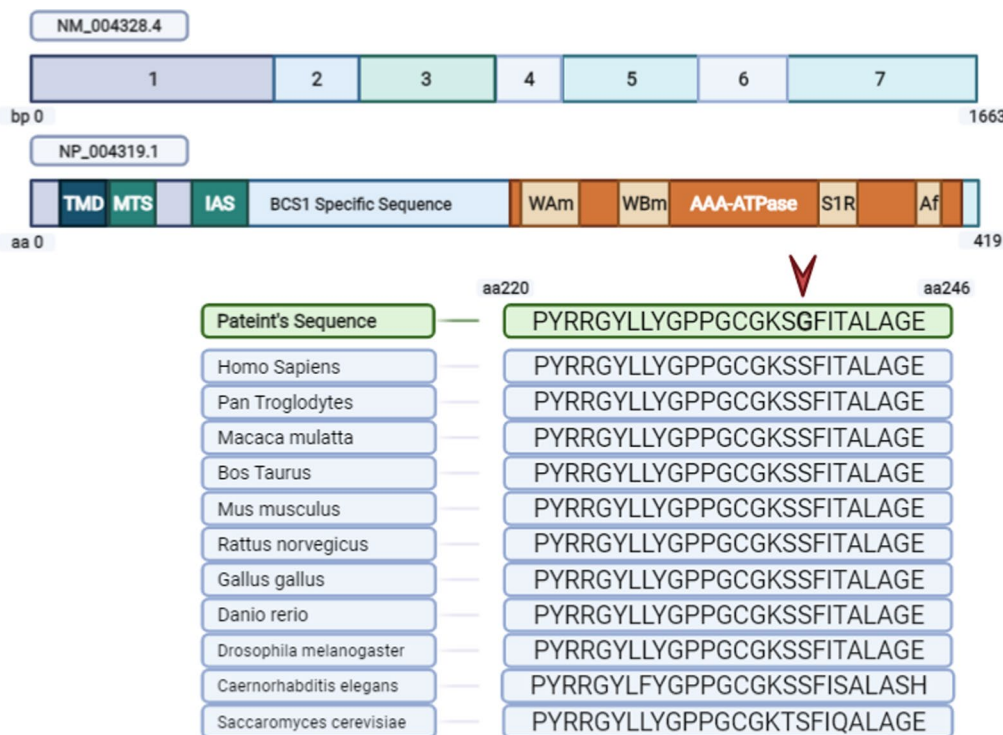 NM_004328.4
1 2 3 4 5 6 7
bp 0 1663
NP_004319.1
TMD MTS IAS BCS1 Specific Sequence WAm WBm AAA-ATPase S1R Af
aa 0 419
aa220 aa246
Pateint's Sequence PYRRGYLLYGPPGCGKSGFITALAGE
Homo Sapiens PYRRGYLLYGPPGCGKSSFITALAGE
Pan Troglodytes PYRRGYLLYGPPGCGKSSFITALAGE
Macaca mulatta PYRRGYLLYGPPGCGKSSFITALAGE
Bos Taurus PYRRGYLLYGPPGCGKSSFITALAGE
Mus musculus PYRRGYLLYGPPGCGKSSFITALAGE
Rattus norvegicus PYRRGYLLYGPPGCGKSSFITALAGE
Gallus gallus PYRRGYLLYGPPGCGKSSFITALAGE
Danio rerio PYRRGYLLYGPPGCGKSSFITALAGE
Drosophila melanogaster PYRRGYLLYGPPGCGKSSFITALAGE
Caernorhabditis elegans PYRRGYLFYGPPGCGKSSFISALASH
Saccaromyces cerevisiae PYRRGYLLYGPPGCGKTSFIQALAGE